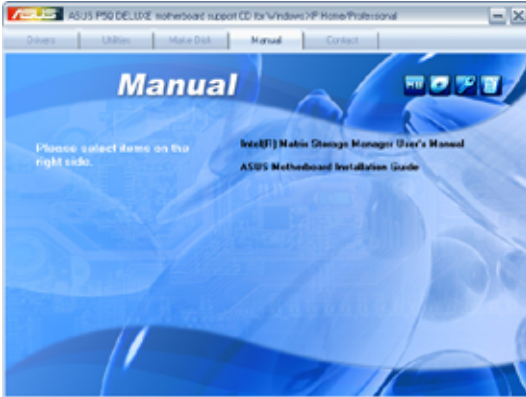 ASUS P5Q DELUXE motherboard support CD for Windows XP Home/Professional
Drivers
Utilities
Make Disk
Manual
Contact
Manual
Please select items on the
right side.
Intel(R) Matrix Storage Manager User's Manual
ASUS Motherboard Installation Guide